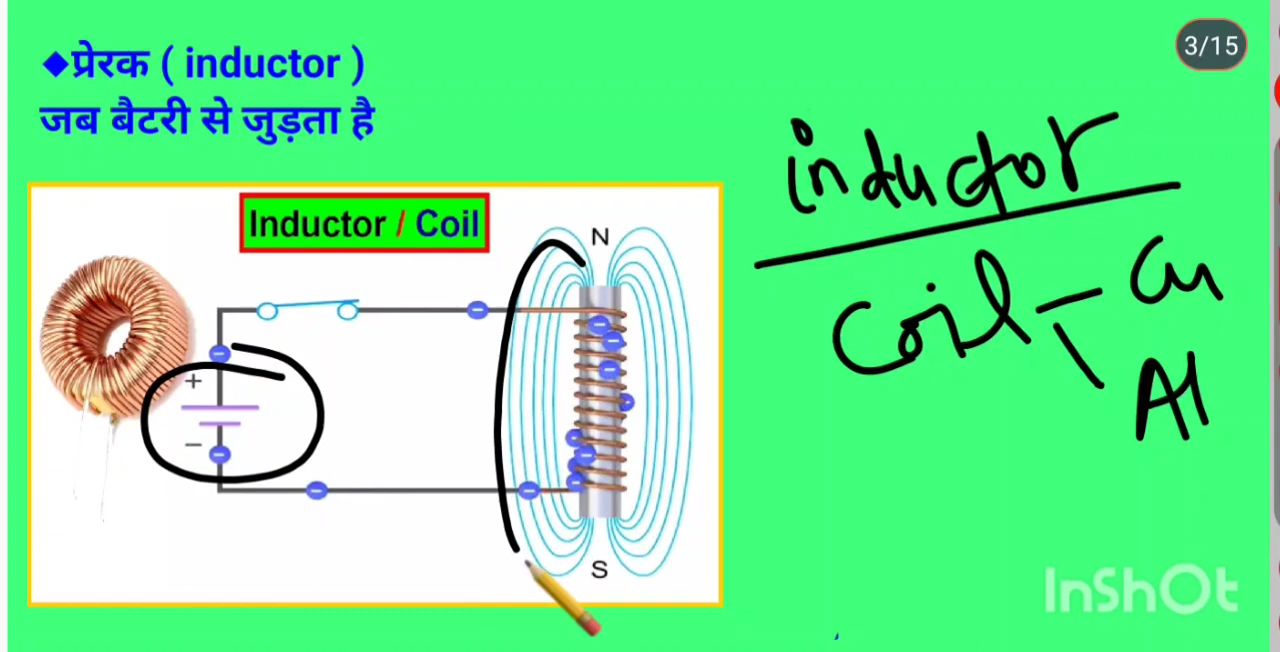 ◆प्रेरक ( inductor )
जब बैटरी से जुड़ता है
3/15
Inductor / Coil
N
+
−
S
inductor
Coil - Cu
Al
InShOt